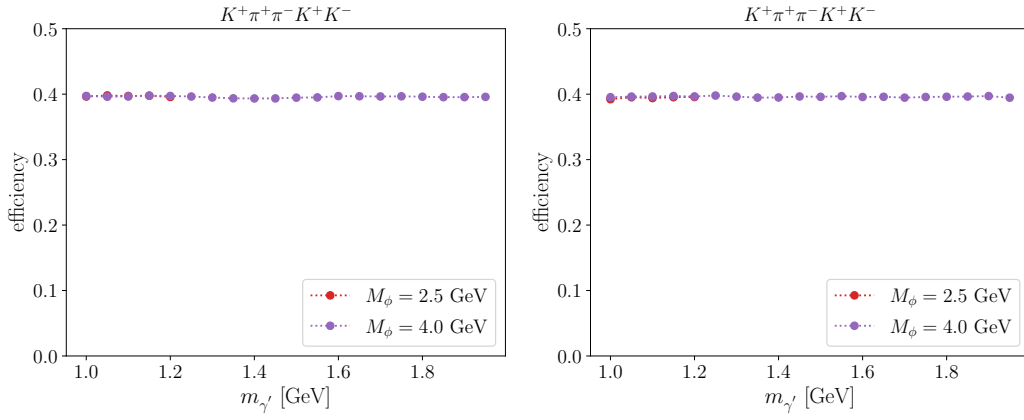 K⁺π⁺π⁻K⁺K⁻
0.5
0.4
0.3
0.2
0.1
0.0
efficiency
1.0 1.2 1.4 1.6 1.8
m_γ′ [GeV]
M_ϕ = 2.5 GeV
M_ϕ = 4.0 GeV
K⁺π⁺π⁻K⁺K⁻
0.5
0.4
0.3
0.2
0.1
0.0
efficiency
1.0 1.2 1.4 1.6 1.8
m_γ′ [GeV]
M_ϕ = 2.5 GeV
M_ϕ = 4.0 GeV